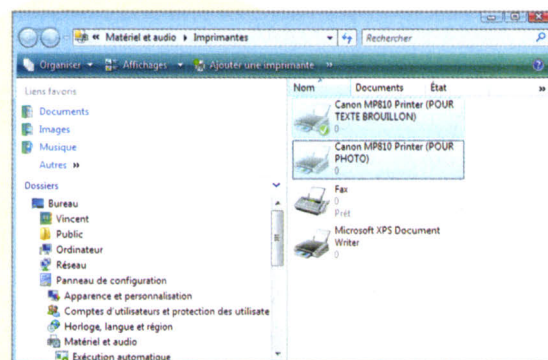 « Matériel et audio ▸ Imprimantes
Rechercher
Organiser
Affichages
Ajouter une imprimante »
Liens favoris
Documents
Images
Musique
Autres »
Dossiers
Bureau
Vincent
Public
Ordinateur
Réseau
Panneau de configuration
Apparence et personnalisation
Comptes d'utilisateurs et protection des utilisate
Horloge, langue et région
Matériel et audio
Exécution automatique
Nom Documents État »
Canon MP810 Printer (POUR
TEXTE BROUILLON)
0
Canon MP810 Printer (POUR
PHOTO)
0
Fax
0
Prêt
Microsoft XPS Document
Writer
0